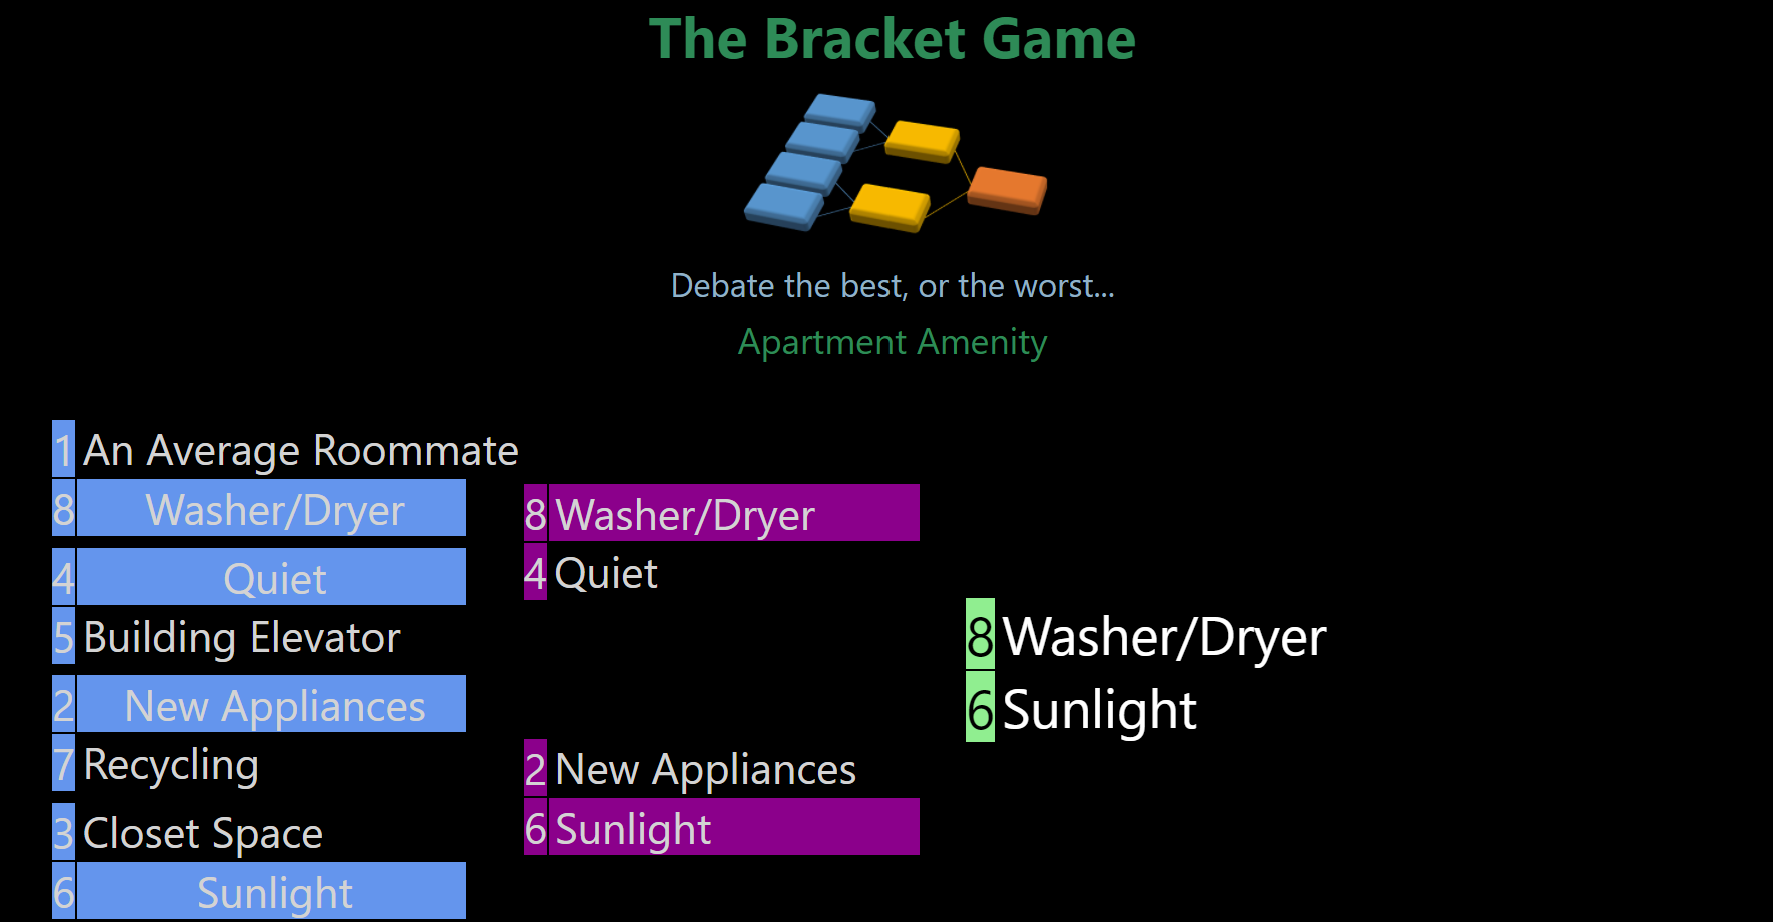 The Bracket Game
Debate the best, or the worst...
Apartment Amenity
1 An Average Roommate
8 Washer/Dryer
4 Quiet
5 Building Elevator
2 New Appliances
7 Recycling
3 Closet Space
6 Sunlight
8 Washer/Dryer
4 Quiet
2 New Appliances
6 Sunlight
8 Washer/Dryer
6 Sunlight